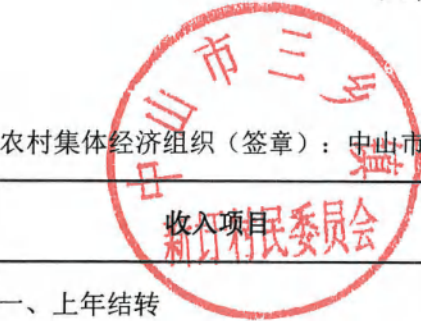 中山市三乡镇
农村集体经济组织（签章）：中山市
收入项目
新圩村民委员会
一、上年结转